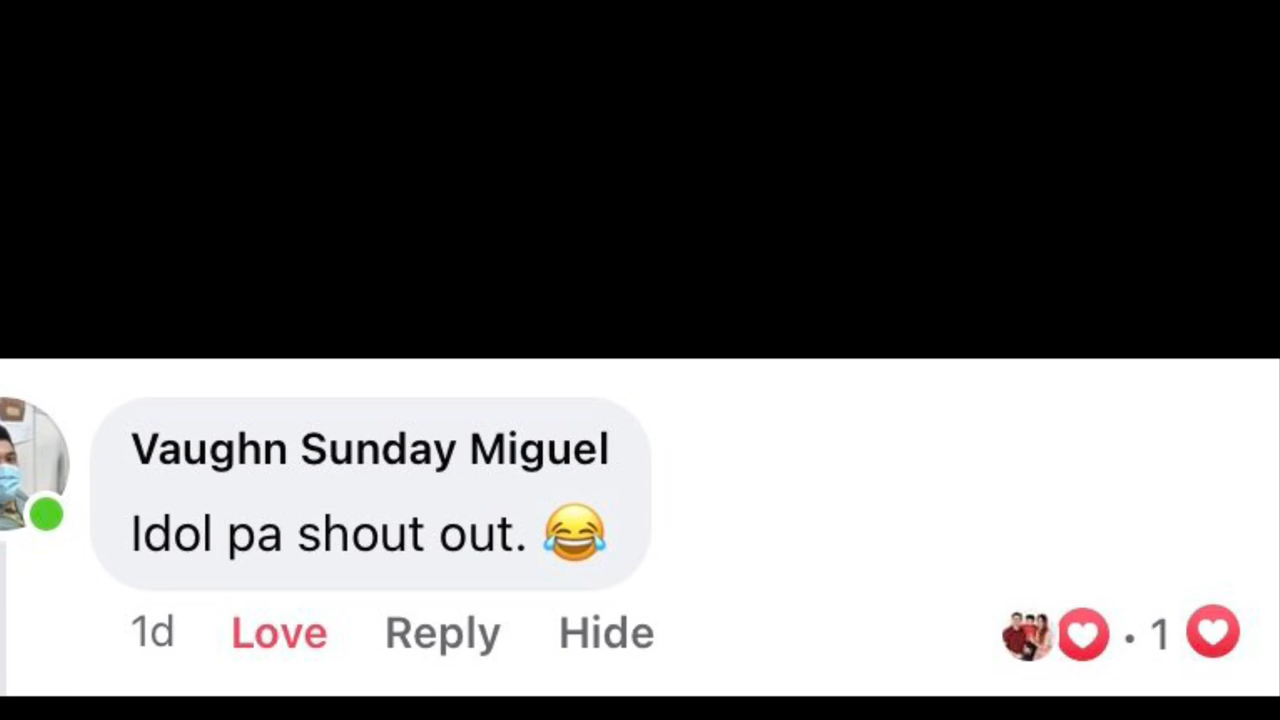 Vaughn Sunday Miguel
Idol pa shout out. 😂
1d Love Reply Hide · 1